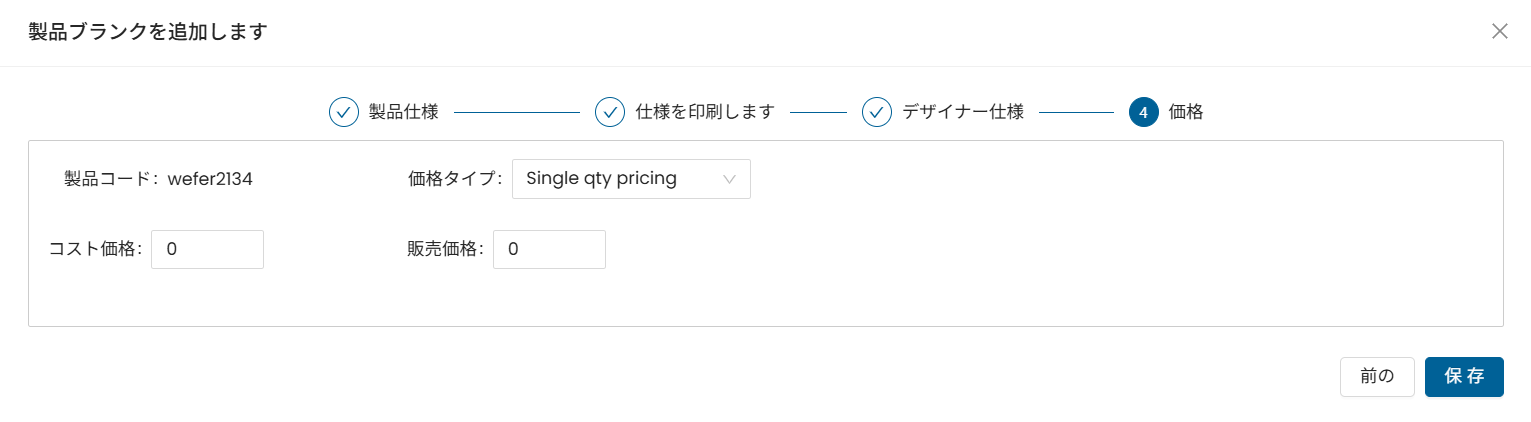 製品ブランクを追加します
製品仕様 仕様を印刷します デザイナー仕様 4 価格
製品コード: wefer2134 価格タイプ: Single qty pricing
コスト価格: 0 販売価格: 0
前の 保存